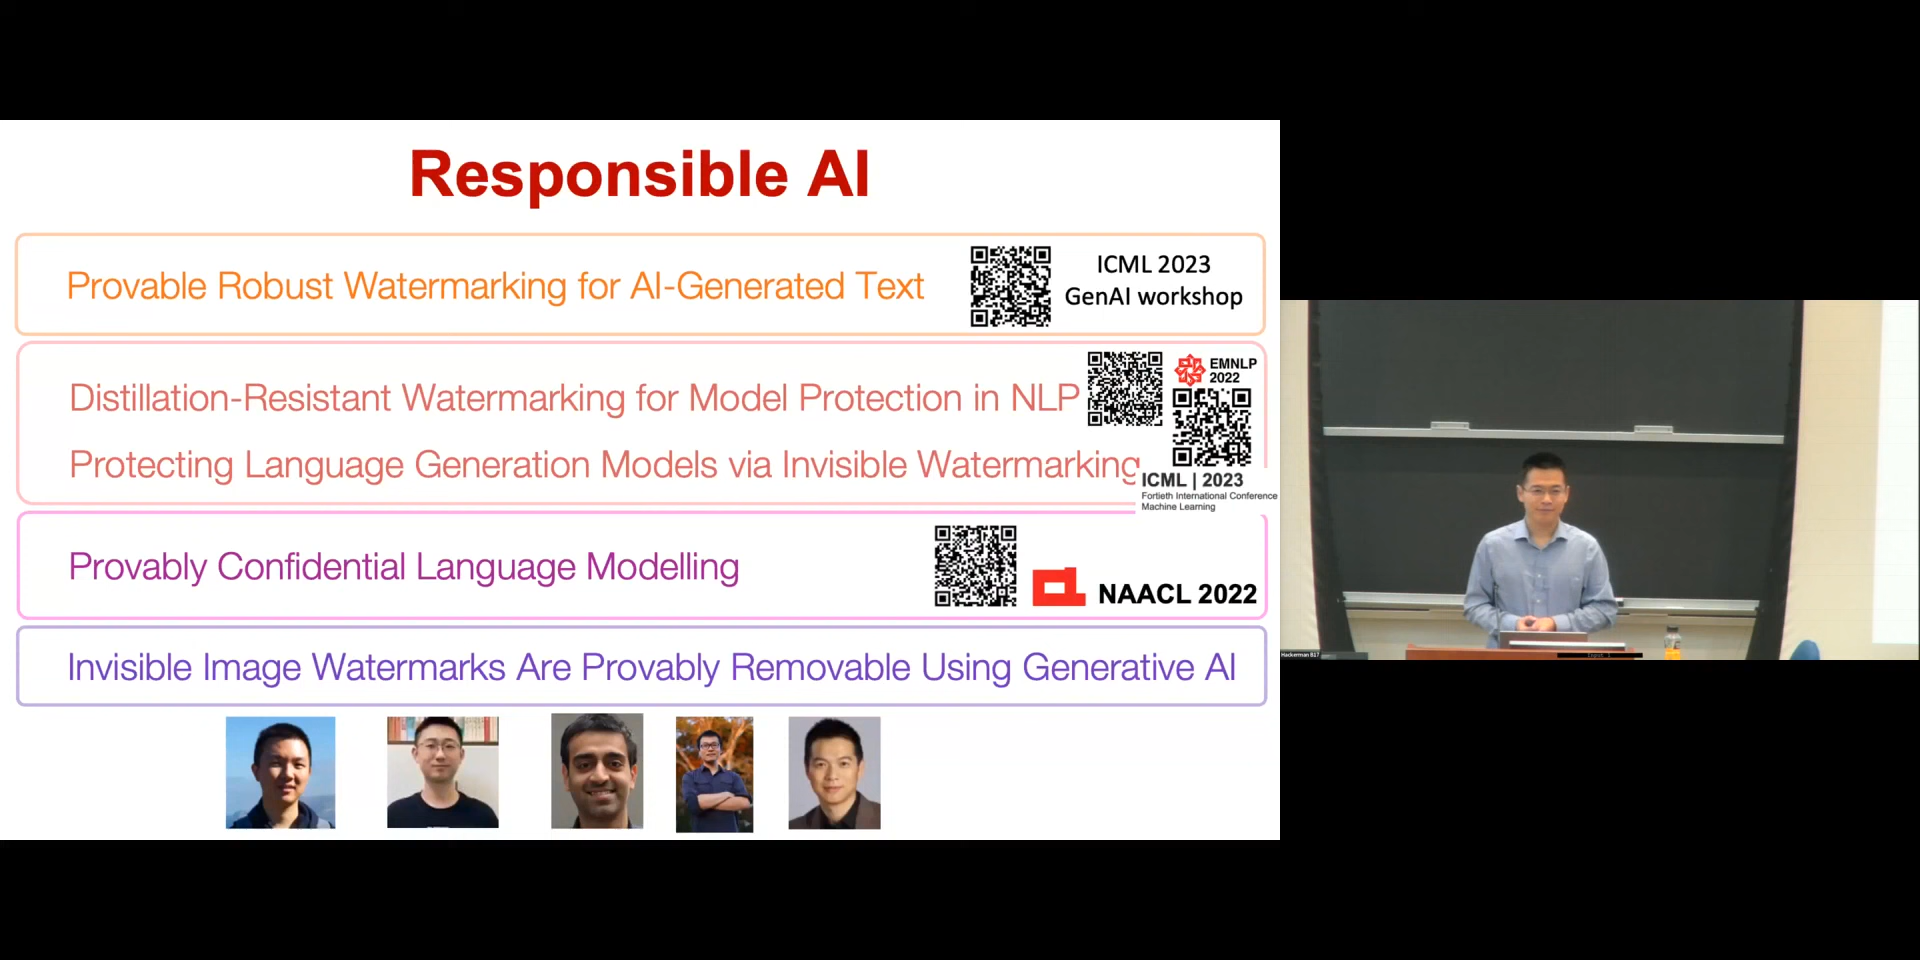 Responsible AI
Provable Robust Watermarking for AI-Generated Text
ICML 2023
GenAI workshop
Distillation-Resistant Watermarking for Model Protection in NLP
EMNLP
2022
Protecting Language Generation Models via Invisible Watermarking
ICML | 2023
Fortieth International Conference
Machine Learning
Provably Confidential Language Modelling
NAACL 2022
Invisible Image Watermarks Are Provably Removable Using Generative AI
Hackerman B17